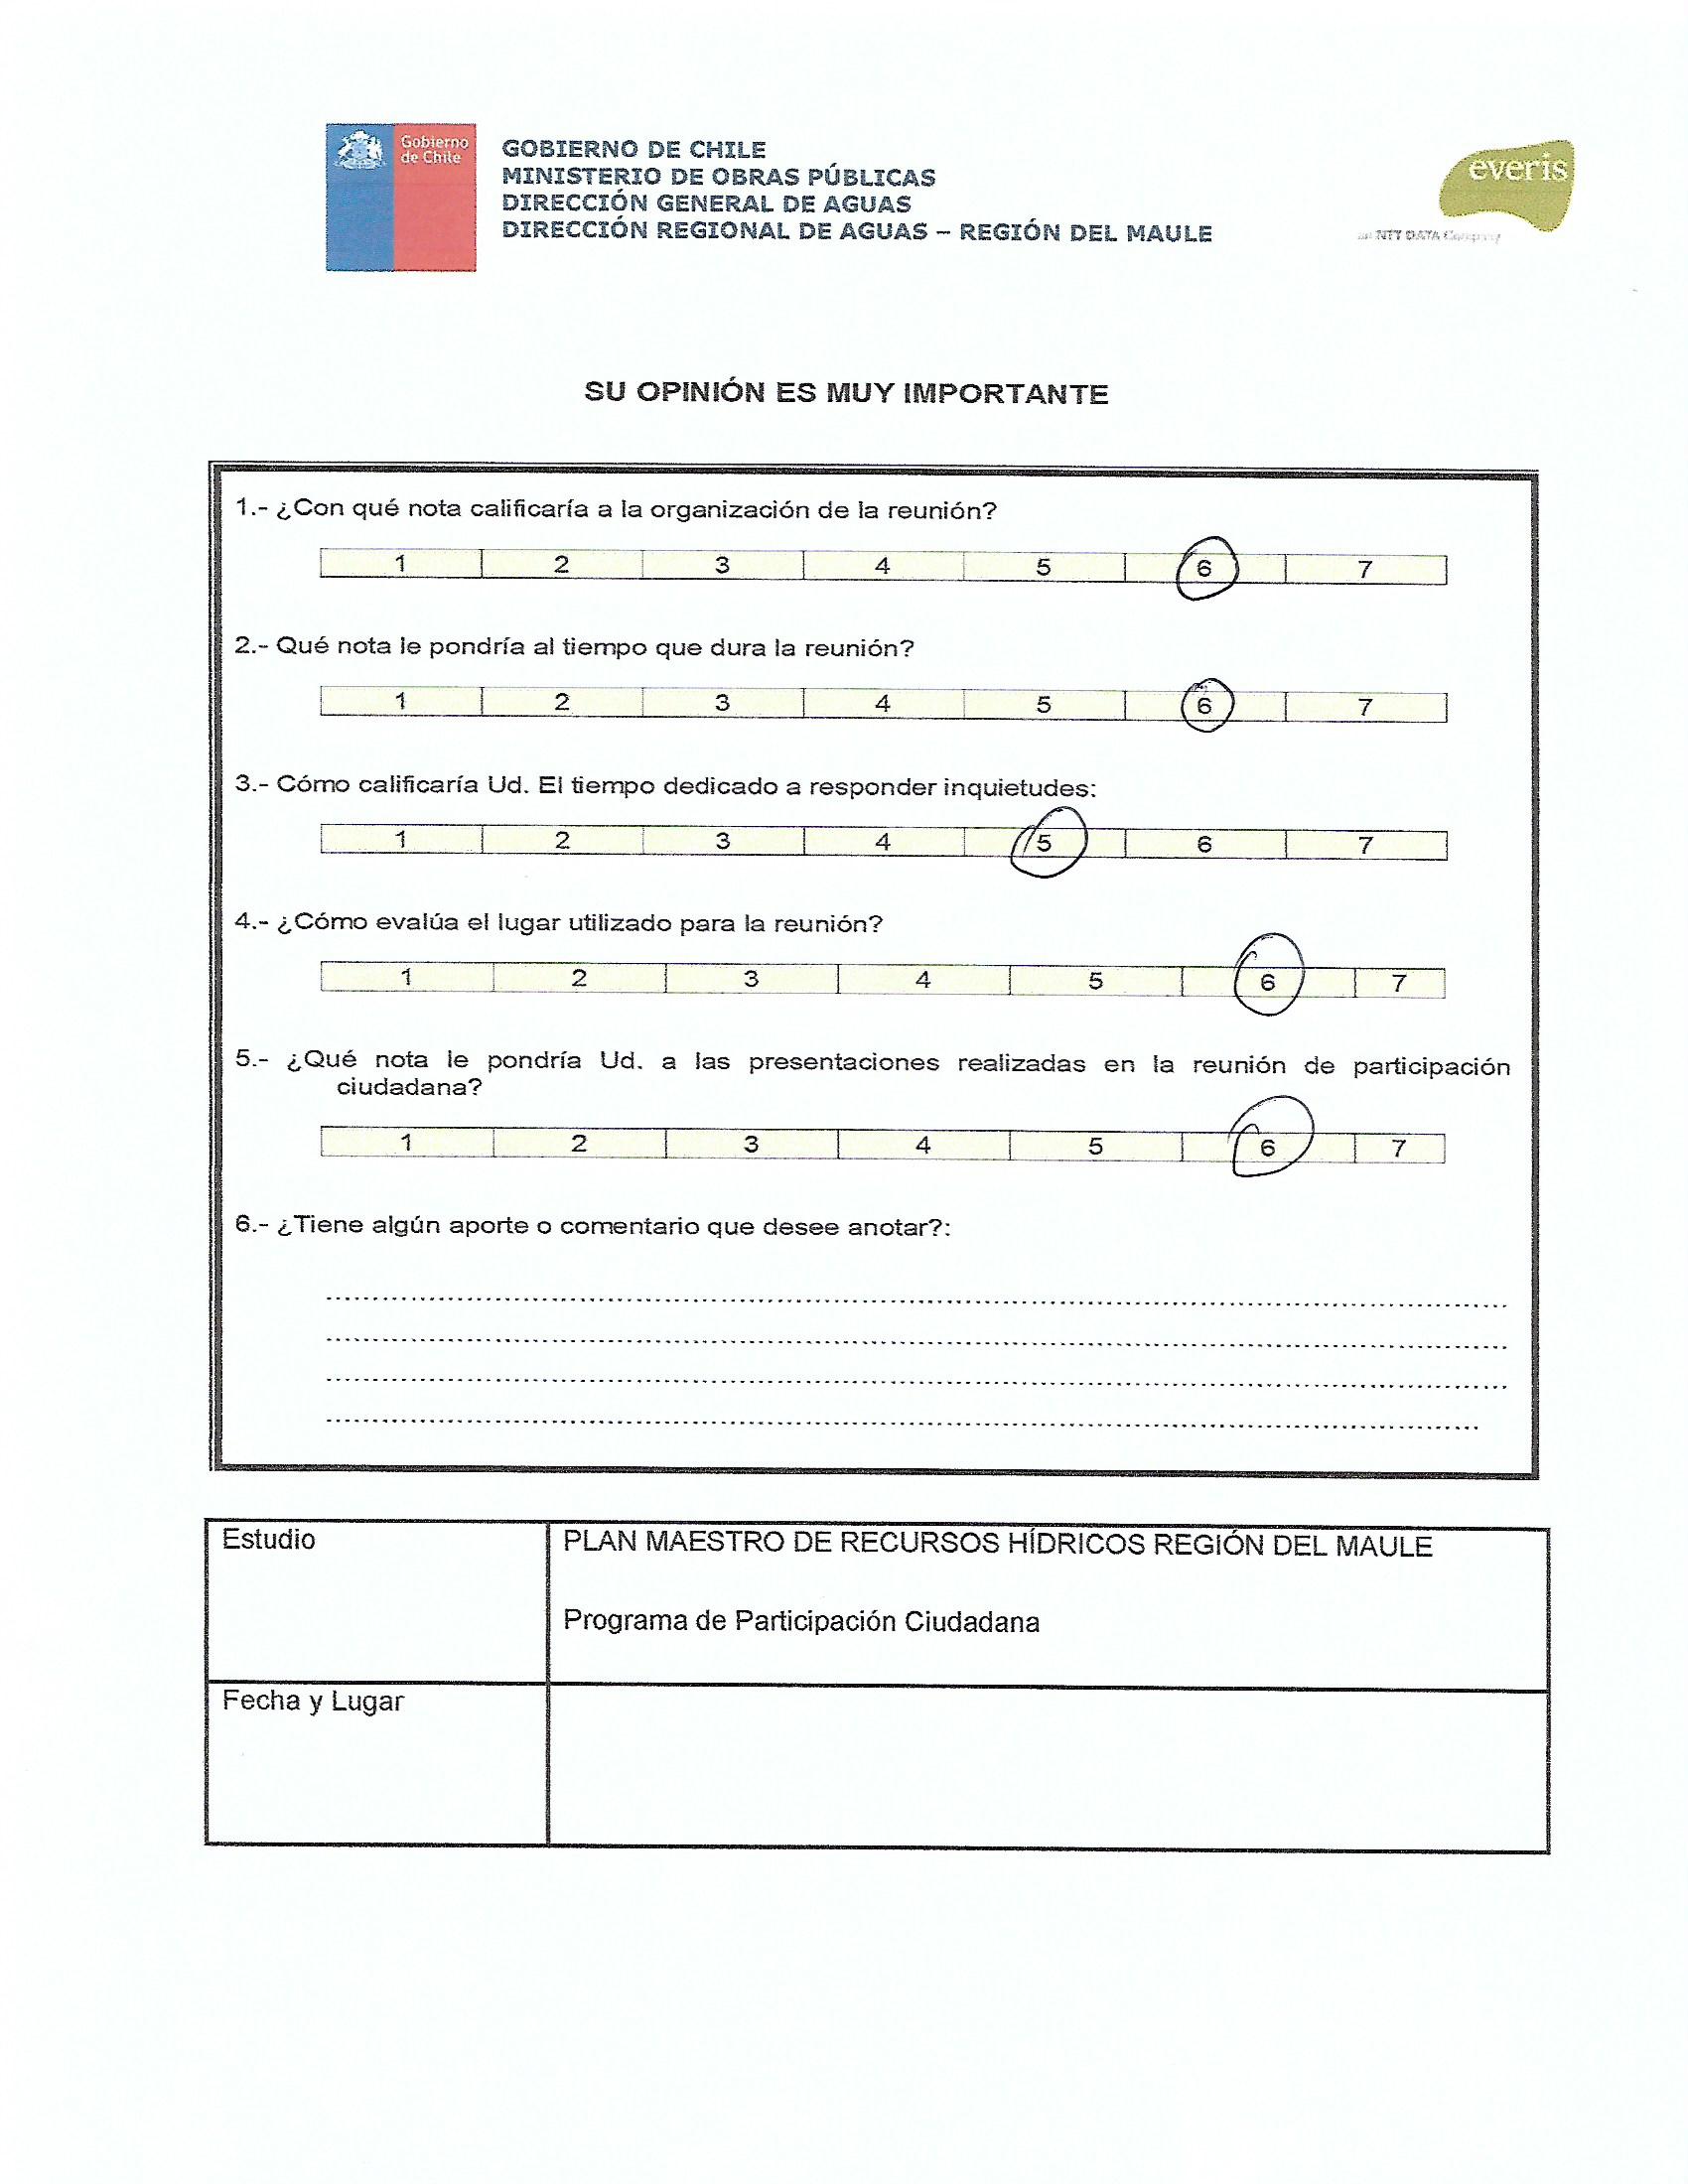 Gobierno
de Chile
GOBIERNO DE CHILE
MINISTERIO DE OBRAS PÚBLICAS
DIRECCIÓN GENERAL DE AGUAS
DIRECCIÓN REGIONAL DE AGUAS – REGIÓN DEL MAULE
everis
an NTT DATA Company
SU OPINIÓN ES MUY IMPORTANTE
1.- ¿Con qué nota calificaría a la organización de la reunión?
1 2 3 4 5 6 7
2.- Qué nota le pondría al tiempo que dura la reunión?
1 2 3 4 5 6 7
3.- Cómo calificaría Ud. El tiempo dedicado a responder inquietudes:
1 2 3 4 5 6 7
4.- ¿Cómo evalúa el lugar utilizado para la reunión?
1 2 3 4 5 6 7
5.- ¿Qué nota le pondría Ud. a las presentaciones realizadas en la reunión de participación
ciudadana?
1 2 3 4 5 6 7
6.- ¿Tiene algún aporte o comentario que desee anotar?:
Estudio
PLAN MAESTRO DE RECURSOS HÍDRICOS REGIÓN DEL MAULE
Programa de Participación Ciudadana
Fecha y Lugar